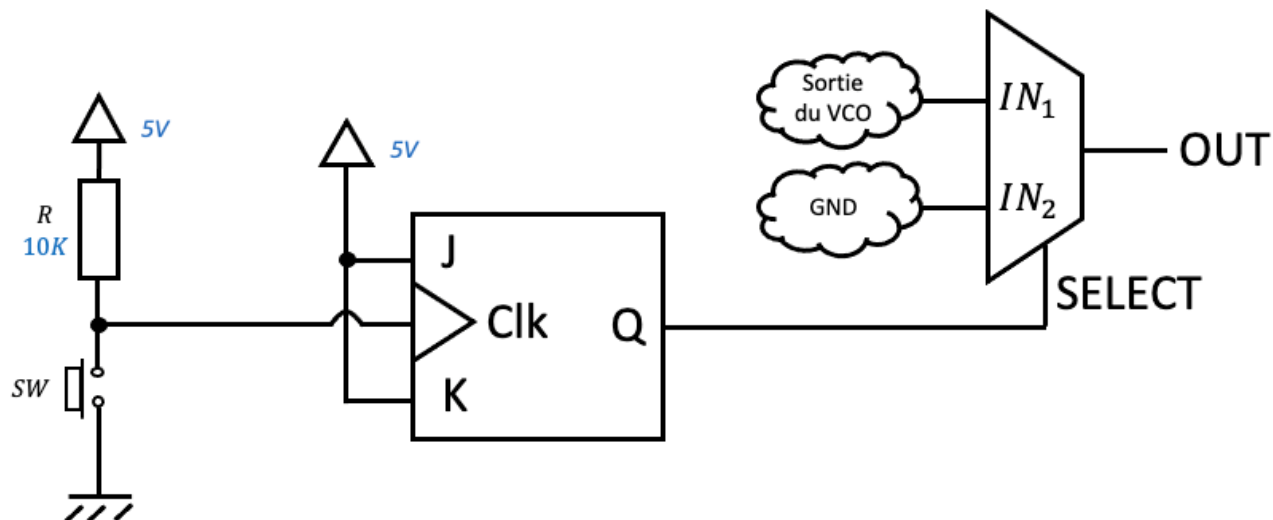 5V
R
10K
SW
5V
J
Clk
K
Q
Sortie
du VCO
GND
IN₁
IN₂
OUT
SELECT